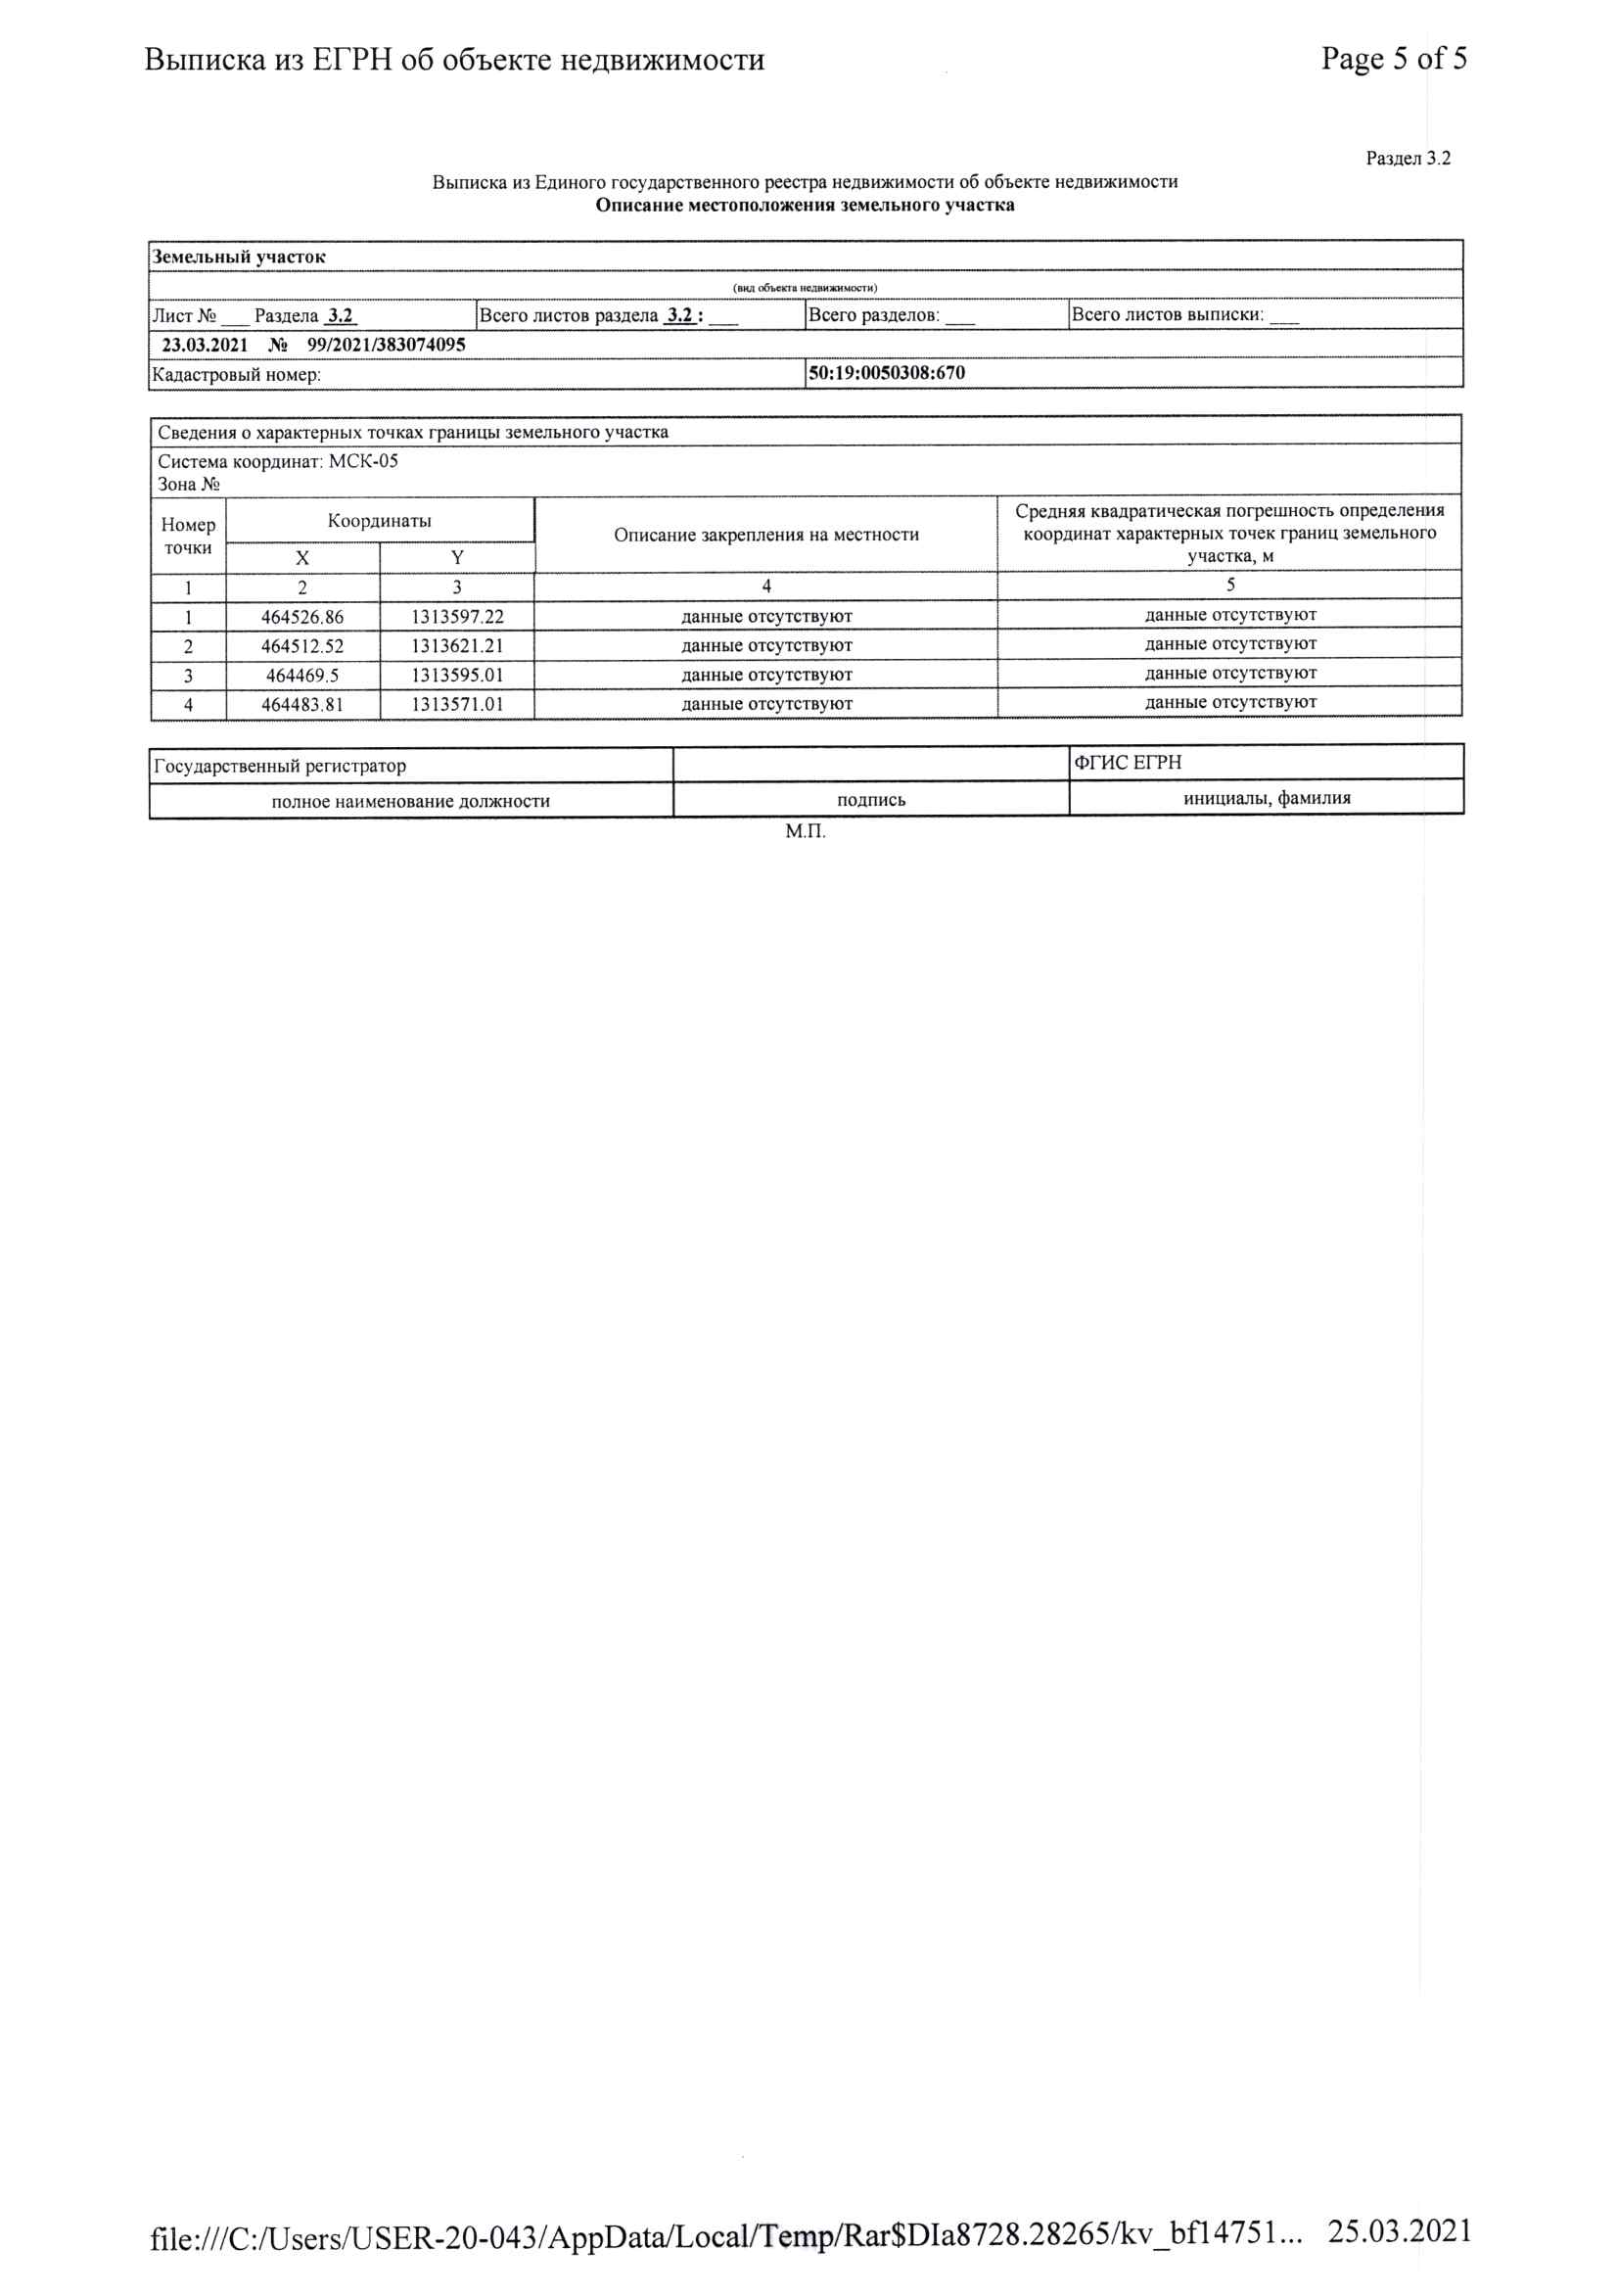 Выписка из ЕГРН об объекте недвижимости Page 5 of 5
Раздел 3.2
Выписка из Единого государственного реестра недвижимости об объекте недвижимости
Описание местоположения земельного участка
Земельный участок
(вид объекта недвижимости)
Лист № ___ Раздела 3.2 Всего листов раздела 3.2 : ___ Всего разделов: ___ Всего листов выписки: ___
23.03.2021 № 99/2021/383074095
Кадастровый номер: 50:19:0050308:670
Сведения о характерных точках границы земельного участка
Система координат: МСК-05
Зона №
Номер точки Координаты Описание закрепления на местности Средняя квадратическая погрешность определения координат характерных точек границ земельного участка, м
X Y
1 2 3 4 5
1 464526.86 1313597.22 данные отсутствуют данные отсутствуют
2 464512.52 1313621.21 данные отсутствуют данные отсутствуют
3 464469.5 1313595.01 данные отсутствуют данные отсутствуют
4 464483.81 1313571.01 данные отсутствуют данные отсутствуют
Государственный регистратор ФГИС ЕГРН
полное наименование должности подпись инициалы, фамилия
М.П.
file:///C:/Users/USER-20-043/AppData/Local/Temp/Rar$DIa8728.28265/kv_bf14751... 25.03.2021